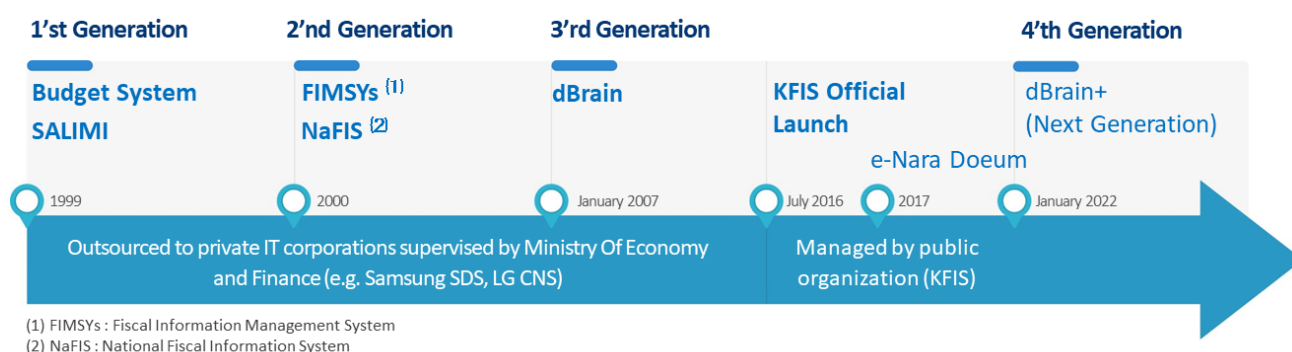 1'st Generation
2'nd Generation
3'rd Generation
4'th Generation
Budget System
SALIMI
FIMSYs (1)
NaFIS (2)
dBrain
KFIS Official
Launch
e-Nara Doeum
dBrain+
(Next Generation)
1999
2000
January 2007
July 2016
2017
January 2022
Outsourced to private IT corporations supervised by Ministry Of Economy
and Finance (e.g. Samsung SDS, LG CNS)
Managed by public
organization (KFIS)
(1) FIMSYs : Fiscal Information Management System
(2) NaFIS : National Fiscal Information System